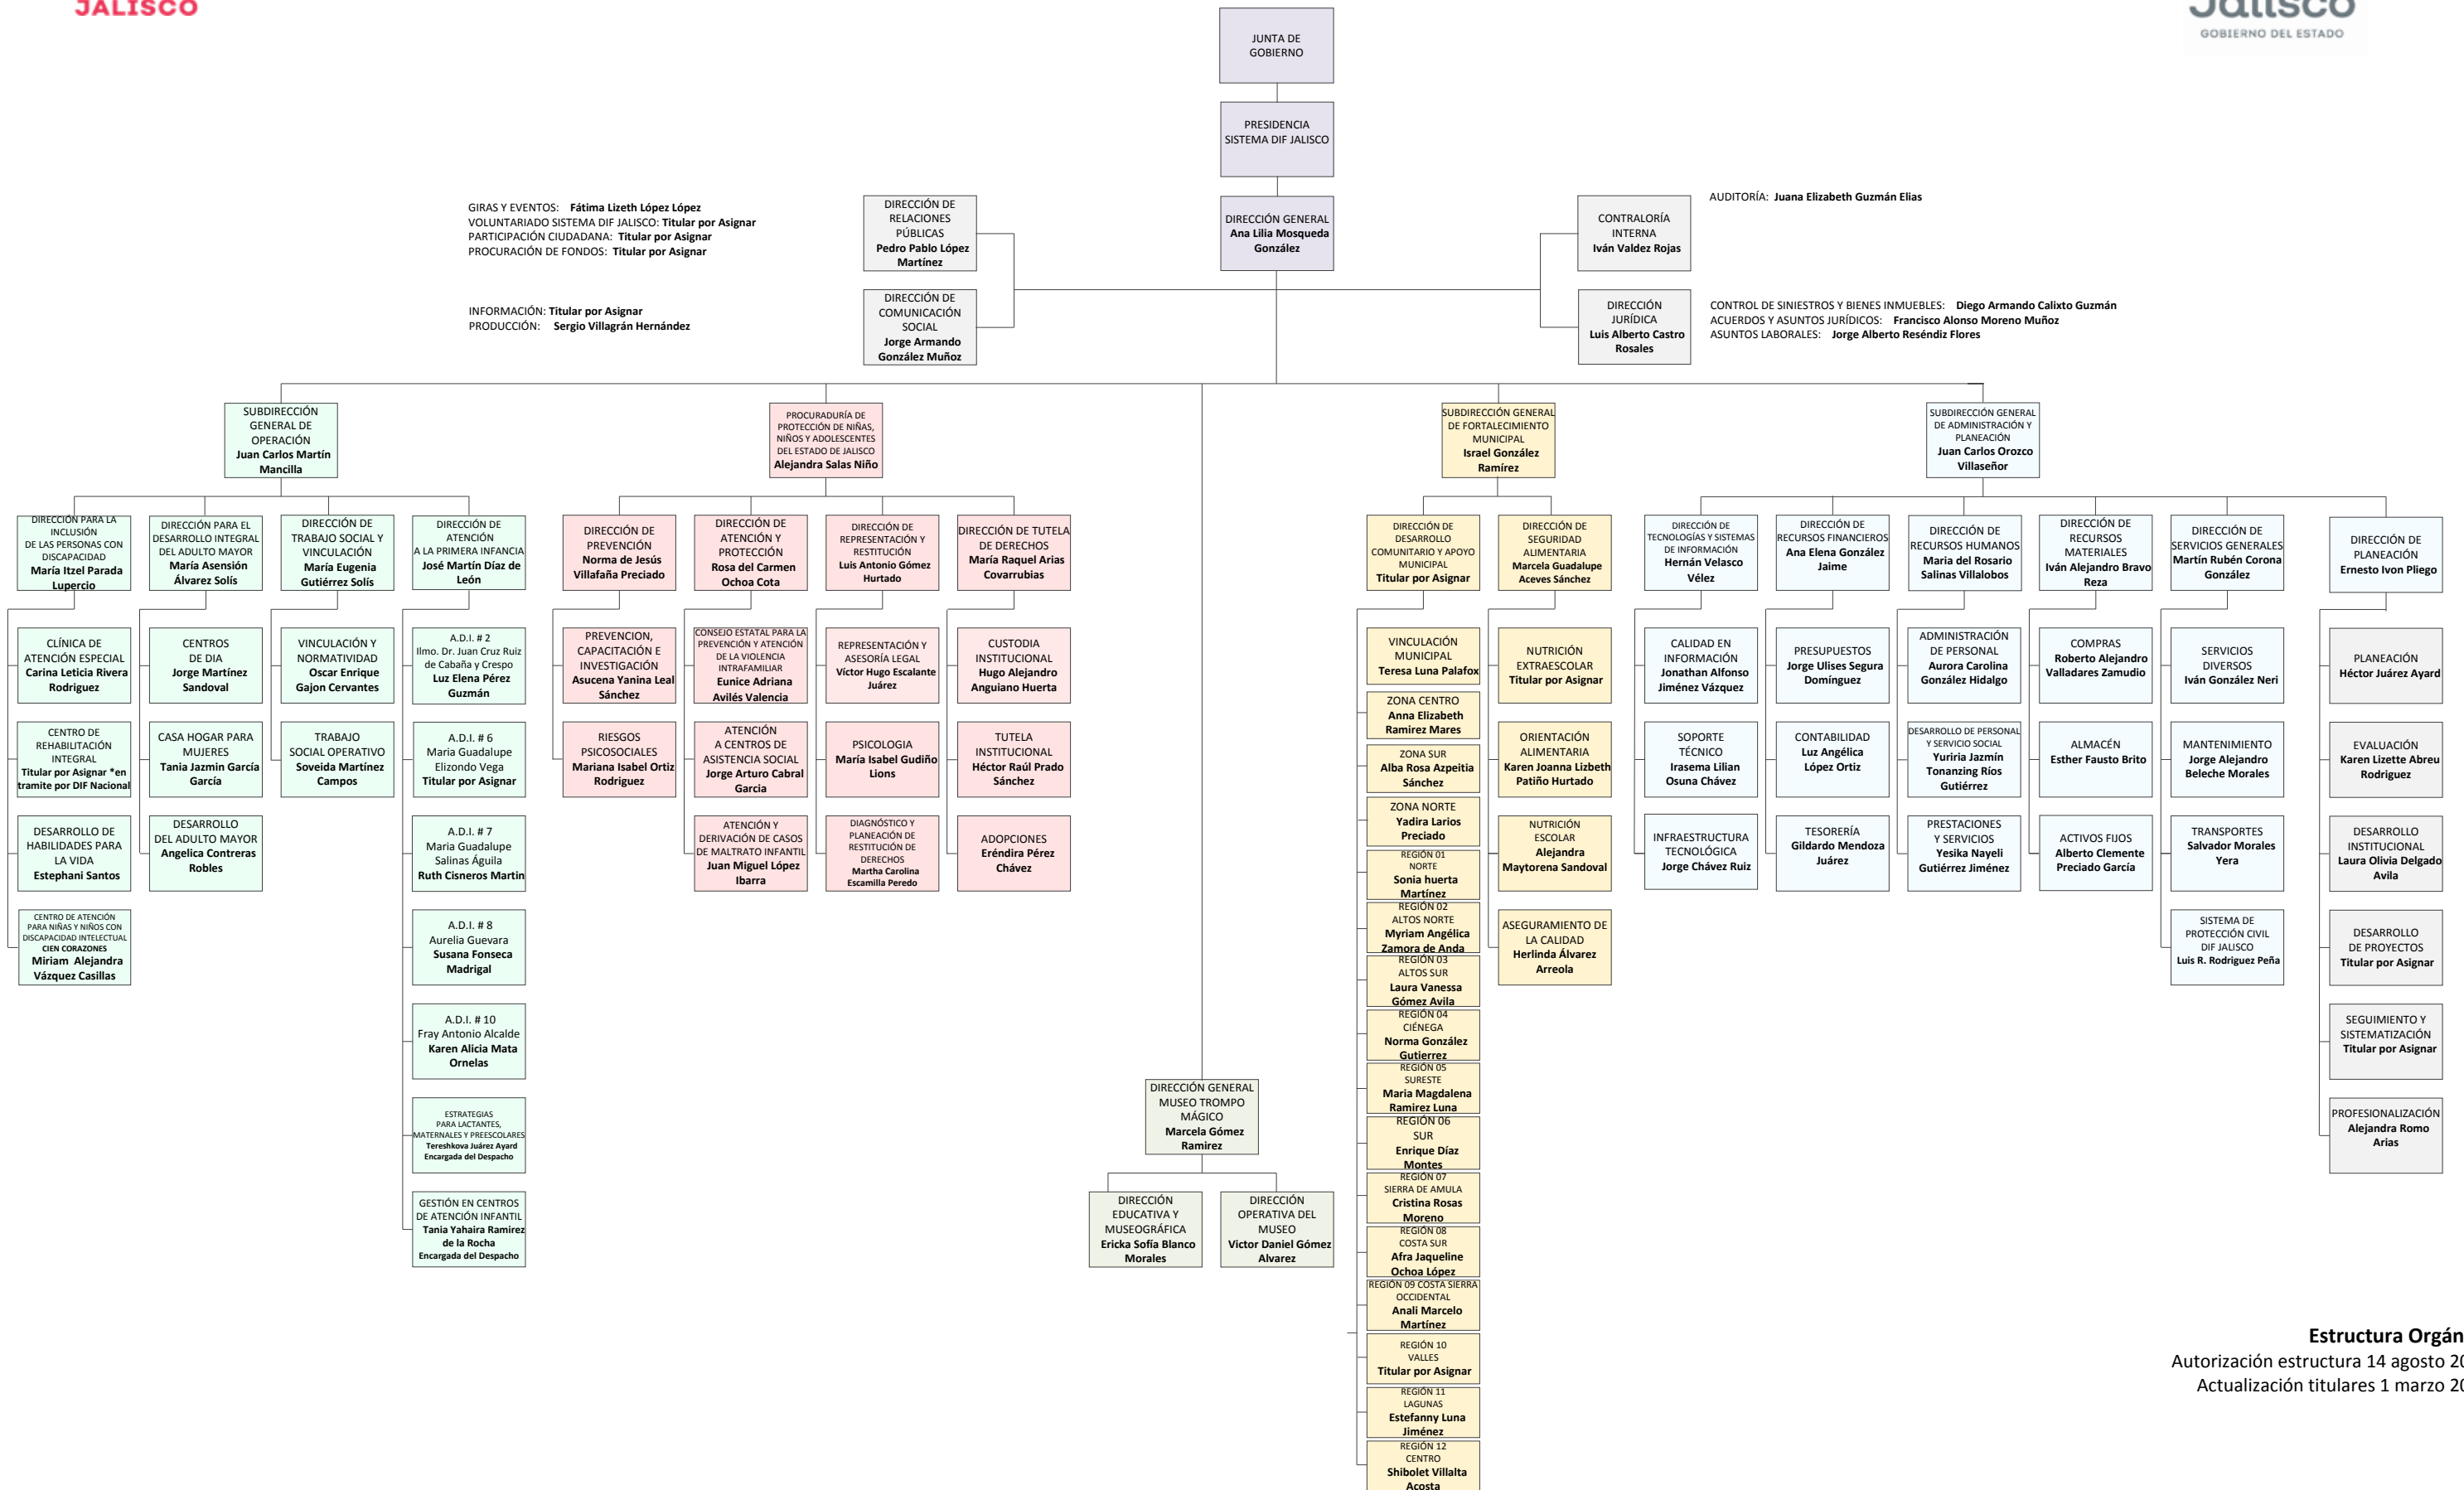 JALISCO
Jalisco
GOBIERNO DEL ESTADO
JUNTA DE
GOBIERNO
PRESIDENCIA
SISTEMA DIF JALISCO
DIRECCIÓN GENERAL
Ana Lilia Mosqueda
González
GIRAS Y EVENTOS: Fátima Lizeth López López
VOLUNTARIADO SISTEMA DIF JALISCO: Titular por Asignar
PARTICIPACIÓN CIUDADANA: Titular por Asignar
PROCURACIÓN DE FONDOS: Titular por Asignar
DIRECCIÓN DE
RELACIONES
PÚBLICAS
Pedro Pablo López
Martínez
INFORMACIÓN: Titular por Asignar
PRODUCCIÓN: Sergio Villagrán Hernández
DIRECCIÓN DE
COMUNICACIÓN
SOCIAL
Jorge Armando
González Muñoz
CONTRALORÍA
INTERNA
Iván Valdez Rojas
AUDITORÍA: Juana Elizabeth Guzmán Elias
DIRECCIÓN
JURÍDICA
Luis Alberto Castro
Rosales
CONTROL DE SINIESTROS Y BIENES INMUEBLES: Diego Armando Calixto Guzmán
ACUERDOS Y ASUNTOS JURÍDICOS: Francisco Alonso Moreno Muñoz
ASUNTOS LABORALES: Jorge Alberto Reséndiz Flores
SUBDIRECCIÓN
GENERAL DE
OPERACIÓN
Juan Carlos Martín
Mancilla
PROCURADURÍA DE
PROTECCIÓN DE NIÑAS,
NIÑOS Y ADOLESCENTES
DEL ESTADO DE JALISCO
Alejandra Salas Niño
SUBDIRECCIÓN GENERAL
DE FORTALECIMIENTO
MUNICIPAL
Israel González
Ramírez
SUBDIRECCIÓN GENERAL
DE ADMINISTRACIÓN Y
PLANEACIÓN
Juan Carlos Orozco
Villaseñor
DIRECCIÓN PARA LA
INCLUSIÓN
DE LAS PERSONAS CON
DISCAPACIDAD
María Itzel Parada
Lupercio
DIRECCIÓN PARA EL
DESARROLLO INTEGRAL
DEL ADULTO MAYOR
María Asensión
Álvarez Solís
DIRECCIÓN DE
TRABAJO SOCIAL Y
VINCULACIÓN
María Eugenia
Gutiérrez Solís
DIRECCIÓN DE
ATENCIÓN
A LA PRIMERA INFANCIA
José Martín Díaz de
León
DIRECCIÓN DE
PREVENCIÓN
Norma de Jesús
Villafaña Preciado
DIRECCIÓN DE
ATENCIÓN Y
PROTECCIÓN
Rosa del Carmen
Ochoa Cota
DIRECCIÓN DE
REPRESENTACIÓN Y
RESTITUCIÓN
Luis Antonio Gómez
Hurtado
DIRECCIÓN DE TUTELA
DE DERECHOS
María Raquel Arias
Covarrubias
DIRECCIÓN DE
DESARROLLO
COMUNITARIO Y APOYO
MUNICIPAL
Titular por Asignar
DIRECCIÓN DE
SEGURIDAD
ALIMENTARIA
Marcela Guadalupe
Aceves Sánchez
DIRECCIÓN DE
TECNOLOGÍAS Y SISTEMAS
DE INFORMACIÓN
Hernán Velasco
Vélez
DIRECCIÓN DE
RECURSOS FINANCIEROS
Ana Elena González
Jaime
DIRECCIÓN DE
RECURSOS HUMANOS
Maria del Rosario
Salinas Villalobos
DIRECCIÓN DE
RECURSOS
MATERIALES
Iván Alejandro Bravo
Reza
DIRECCIÓN DE
SERVICIOS GENERALES
Martín Rubén Corona
González
DIRECCIÓN DE
PLANEACIÓN
Ernesto Ivon Pliego
CLÍNICA DE
ATENCIÓN ESPECIAL
Carina Leticia Rivera
Rodriguez
CENTRO DE
REHABILITACIÓN
INTEGRAL
Titular por Asignar *en
tramite por DIF Nacional
DESARROLLO DE
HABILIDADES PARA
LA VIDA
Estephani Santos
CENTRO DE ATENCIÓN
PARA NIÑAS Y NIÑOS CON
DISCAPACIDAD INTELECTUAL
CIEN CORAZONES
Miriam Alejandra
Vázquez Casillas
CENTROS
DE DIA
Jorge Martínez
Sandoval
CASA HOGAR PARA
MUJERES
Tania Jazmin García
García
DESARROLLO
DEL ADULTO MAYOR
Angelica Contreras
Robles
VINCULACIÓN Y
NORMATIVIDAD
Oscar Enrique
Gajon Cervantes
TRABAJO
SOCIAL OPERATIVO
Soveida Martínez
Campos
A.D.I. # 2
Ilmo. Dr. Juan Cruz Ruiz
de Cabaña y Crespo
Luz Elena Pérez
Guzmán
A.D.I. # 6
Maria Guadalupe
Elizondo Vega
Titular por Asignar
A.D.I. # 7
Maria Guadalupe
Salinas Águila
Ruth Cisneros Martin
A.D.I. # 8
Aurelia Guevara
Susana Fonseca
Madrigal
A.D.I. # 10
Fray Antonio Alcalde
Karen Alicia Mata
Ornelas
ESTRATEGIAS
PARA LACTANTES,
MATERNALES Y PREESCOLARES
Tereshkova Juárez Ayard
Encargada del Despacho
GESTIÓN EN CENTROS
DE ATENCIÓN INFANTIL
Tania Yahaira Ramirez
de la Rocha
Encargada del Despacho
PREVENCION,
CAPACITACIÓN E
INVESTIGACIÓN
Asucena Yanina Leal
Sánchez
RIESGOS
PSICOSOCIALES
Mariana Isabel Ortiz
Rodriguez
CONSEJO ESTATAL PARA LA
PREVENCIÓN Y ATENCIÓN
DE LA VIOLENCIA
INTRAFAMILIAR
Eunice Adriana
Avilés Valencia
ATENCIÓN
A CENTROS DE
ASISTENCIA SOCIAL
Jorge Arturo Cabral
Garcia
ATENCIÓN Y
DERIVACIÓN DE CASOS
DE MALTRATO INFANTIL
Juan Miguel López
Ibarra
REPRESENTACIÓN Y
ASESORÍA LEGAL
Víctor Hugo Escalante
Juárez
PSICOLOGIA
María Isabel Gudiño
Lions
DIAGNÓSTICO Y
PLANEACIÓN DE
RESTITUCIÓN DE
DERECHOS
Martha Carolina
Escamilla Peredo
CUSTODIA
INSTITUCIONAL
Hugo Alejandro
Anguiano Huerta
TUTELA
INSTITUCIONAL
Héctor Raúl Prado
Sánchez
ADOPCIONES
Eréndira Pérez
Chávez
DIRECCIÓN GENERAL
MUSEO TROMPO
MÁGICO
Marcela Gómez
Ramirez
DIRECCIÓN
EDUCATIVA Y
MUSEOGRÁFICA
Ericka Sofía Blanco
Morales
DIRECCIÓN
OPERATIVA DEL
MUSEO
Victor Daniel Gómez
Alvarez
VINCULACIÓN
MUNICIPAL
Teresa Luna Palafox
ZONA CENTRO
Anna Elizabeth
Ramirez Mares
ZONA SUR
Alba Rosa Azpeitia
Sánchez
ZONA NORTE
Yadira Larios
Preciado
REGIÓN 01
NORTE
Sonia huerta
Martínez
REGIÓN 02
ALTOS NORTE
Myriam Angélica
Zamora de Anda
REGIÓN 03
ALTOS SUR
Laura Vanessa
Gómez Avila
REGIÓN 04
CIÉNEGA
Norma González
Gutierrez
REGIÓN 05
SURESTE
Maria Magdalena
Ramirez Luna
REGIÓN 06
SUR
Enrique Díaz
Montes
REGIÓN 07
SIERRA DE AMULA
Cristina Rosas
Moreno
REGIÓN 08
COSTA SUR
Afra Jaqueline
Ochoa López
REGIÓN 09 COSTA SIERRA
OCCIDENTAL
Anali Marcelo
Martínez
REGIÓN 10
VALLES
Titular por Asignar
REGIÓN 11
LAGUNAS
Estefanny Luna
Jiménez
REGIÓN 12
CENTRO
Shibolet Villalta
Acosta
NUTRICIÓN
EXTRAESCOLAR
Titular por Asignar
ORIENTACIÓN
ALIMENTARIA
Karen Joanna Lizbeth
Patiño Hurtado
NUTRICIÓN
ESCOLAR
Alejandra
Maytorena Sandoval
ASEGURAMIENTO DE
LA CALIDAD
Herlinda Álvarez
Arreola
CALIDAD EN
INFORMACIÓN
Jonathan Alfonso
Jiménez Vázquez
SOPORTE
TÉCNICO
Irasema Lilian
Osuna Chávez
INFRAESTRUCTURA
TECNOLÓGICA
Jorge Chávez Ruiz
PRESUPUESTOS
Jorge Ulises Segura
Domínguez
CONTABILIDAD
Luz Angélica
López Ortiz
TESORERÍA
Gildardo Mendoza
Juárez
ADMINISTRACIÓN
DE PERSONAL
Aurora Carolina
González Hidalgo
DESARROLLO DE PERSONAL
Y SERVICIO SOCIAL
Yuriria Jazmín
Tonanzing Ríos
Gutiérrez
PRESTACIONES
Y SERVICIOS
Yesika Nayeli
Gutiérrez Jiménez
COMPRAS
Roberto Alejandro
Valladares Zamudio
ALMACÉN
Esther Fausto Brito
ACTIVOS FIJOS
Alberto Clemente
Preciado García
SERVICIOS
DIVERSOS
Iván González Neri
MANTENIMIENTO
Jorge Alejandro
Beleche Morales
TRANSPORTES
Salvador Morales
Yera
SISTEMA DE
PROTECCIÓN CIVIL
DIF JALISCO
Luis R. Rodriguez Peña
PLANEACIÓN
Héctor Juárez Ayard
EVALUACIÓN
Karen Lizette Abreu
Rodriguez
DESARROLLO
INSTITUCIONAL
Laura Olivia Delgado
Avila
DESARROLLO
DE PROYECTOS
Titular por Asignar
SEGUIMIENTO Y
SISTEMATIZACIÓN
Titular por Asignar
PROFESIONALIZACIÓN
Alejandra Romo
Arias
Estructura Orgán
Autorización estructura 14 agosto 20
Actualización titulares 1 marzo 20